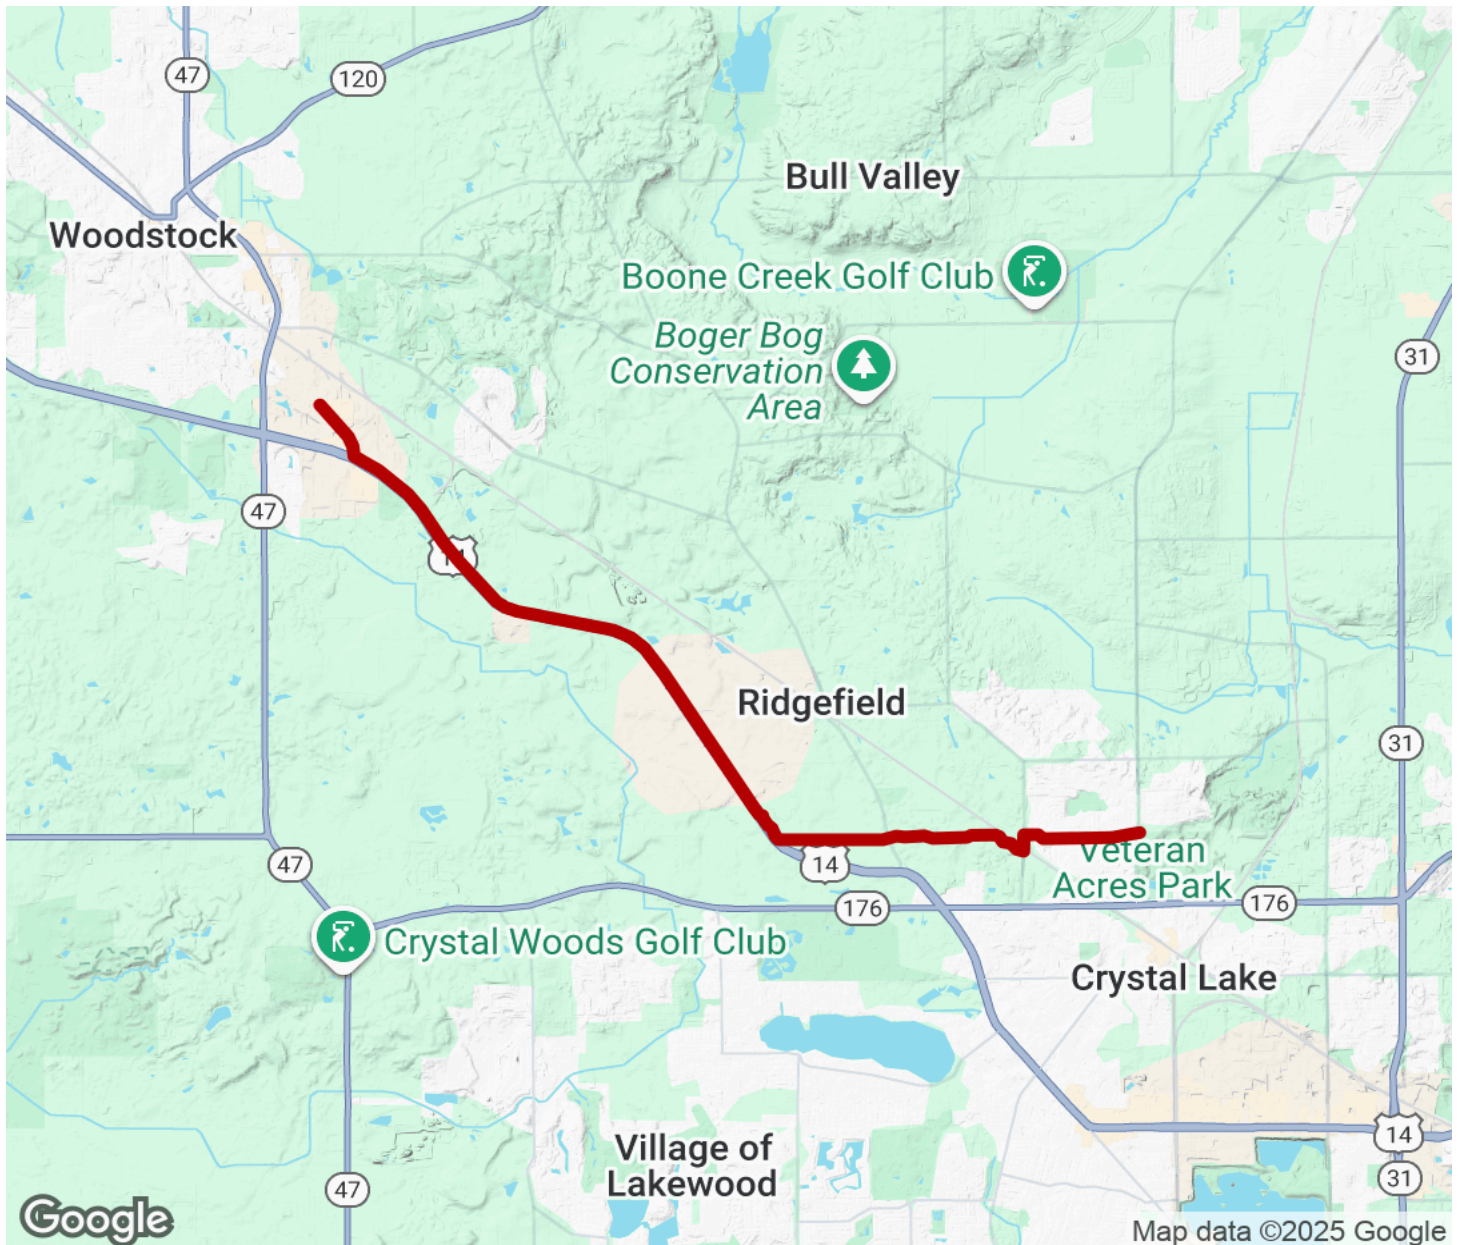 47
120
Bull Valley
Woodstock
Boone Creek Golf Club
Boger Bog
Conservation
Area
31
47
Ridgefield
31
Veteran
Acres Park
14
47
176
176
Crystal Woods Golf Club
Crystal Lake
Village of
Lakewood
14
31
47
Google
Map data ©2025 Google